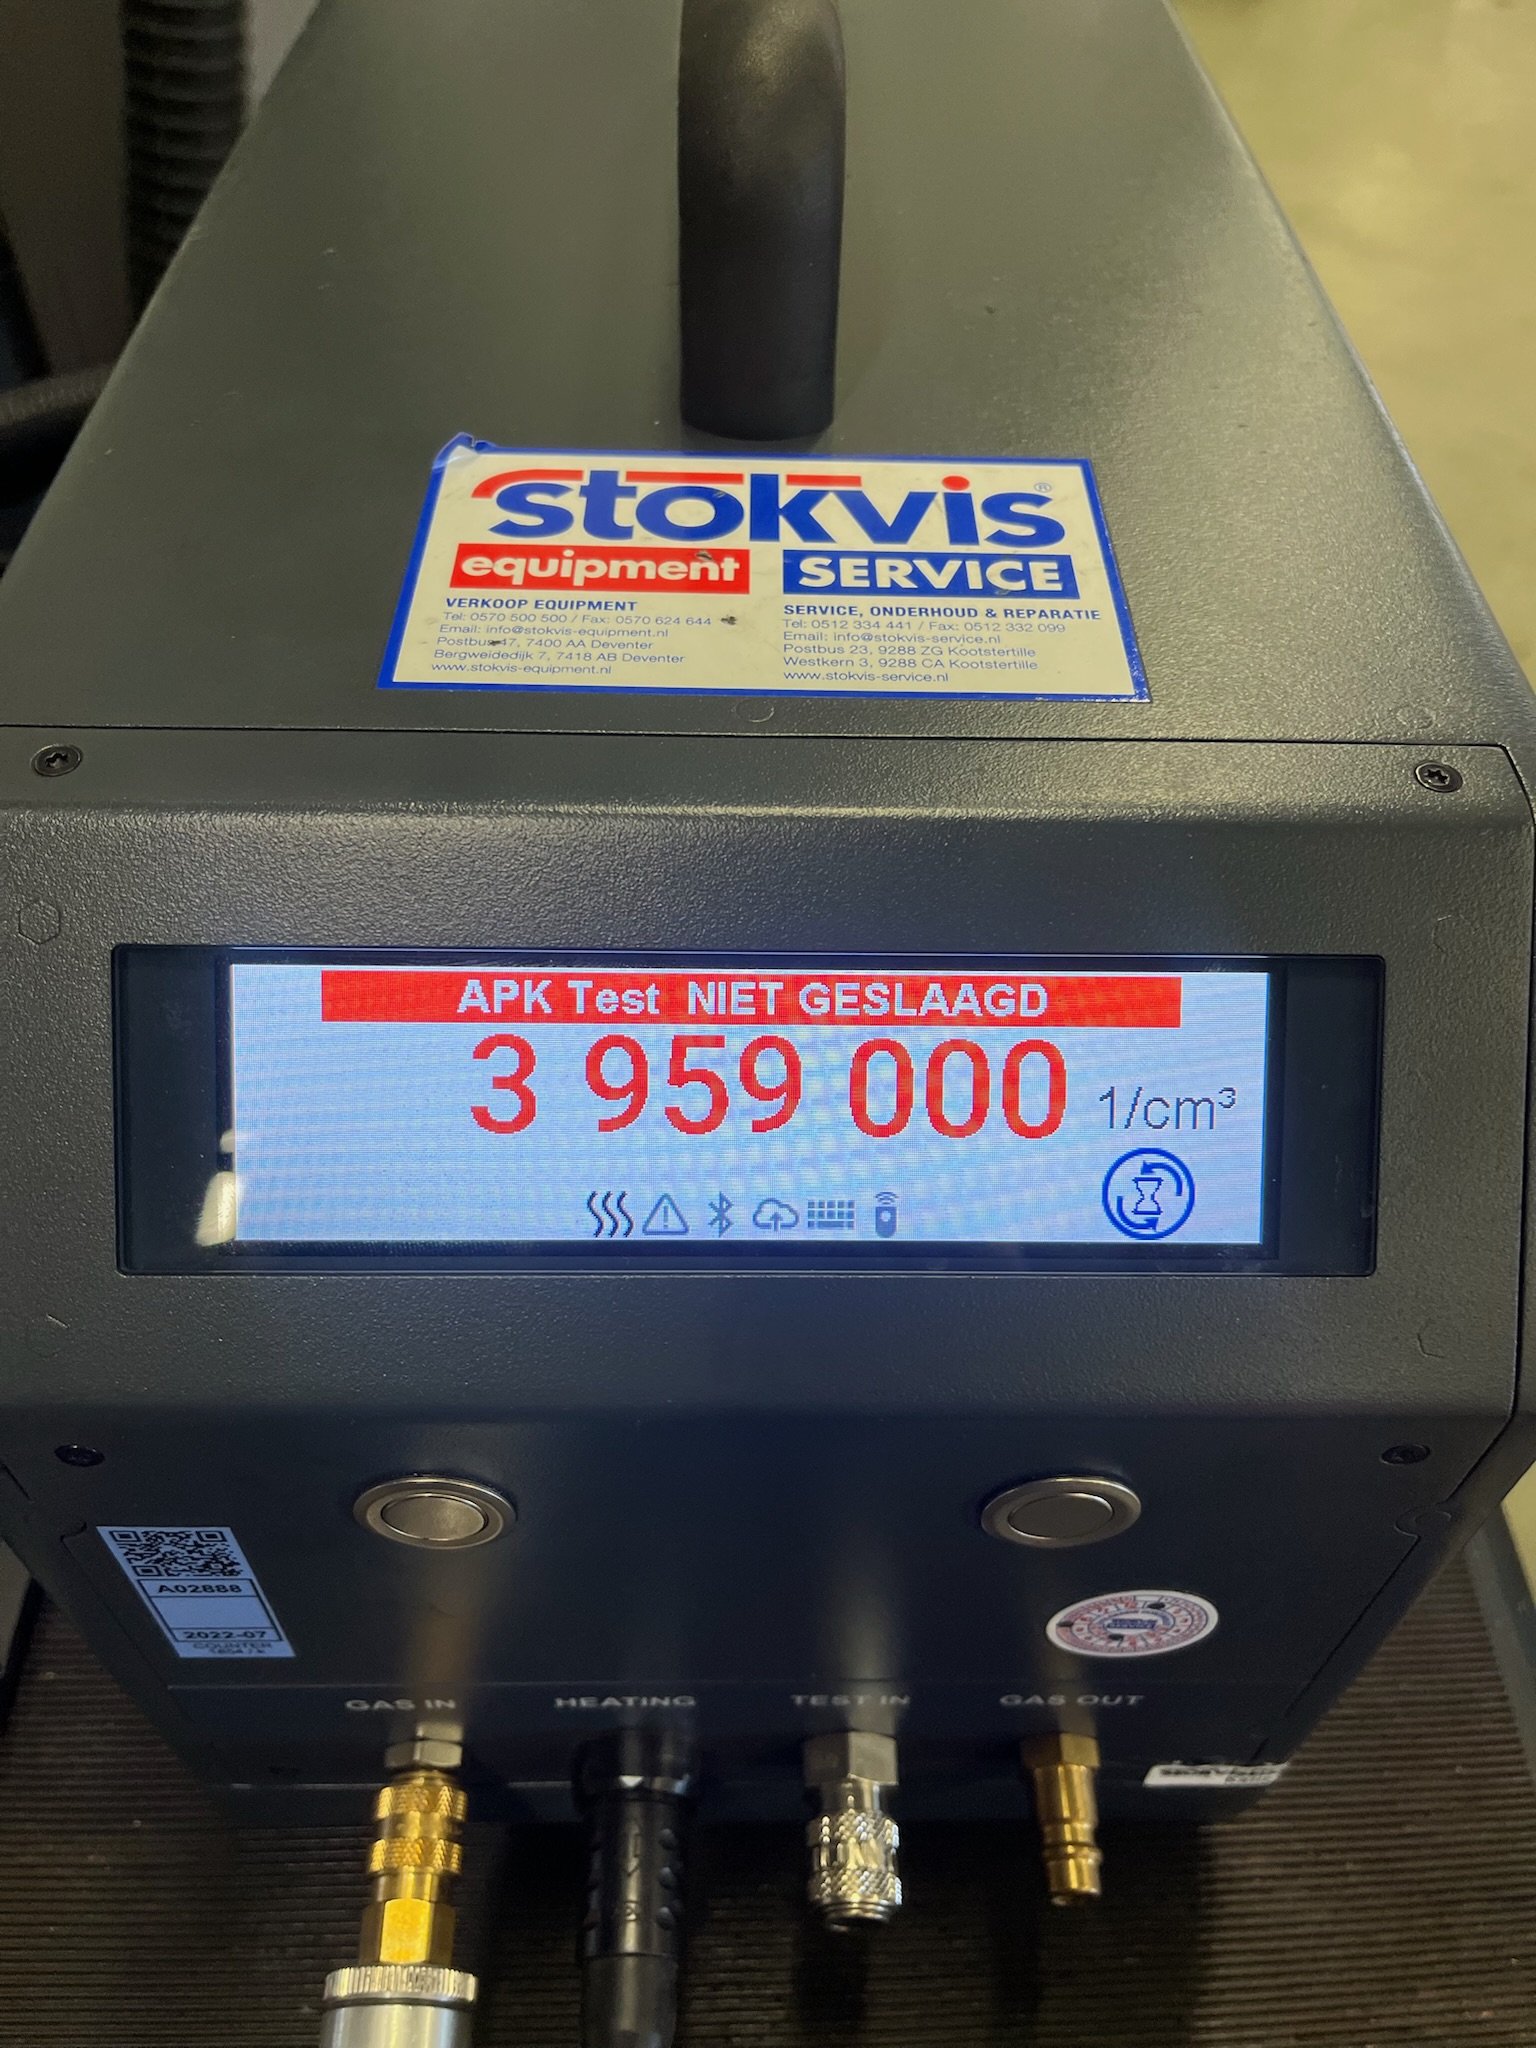 stokvis®
equipment
VERKOOP EQUIPMENT
Tel: 0570 500 500 / Fax: 0570 624 644
Email: info@stokvis-equipment.nl
Postbus 47, 7400 AA Deventer
Bergweidedijk 7, 7418 AB Deventer
www.stokvis-equipment.nl
SERVICE
SERVICE, ONDERHOUD & REPARATIE
Tel: 0512 334 441 / Fax: 0512 332 099
Email: info@stokvis-service.nl
Postbus 23, 9288 ZG Kootstertille
Westkern 3, 9288 CA Kootstertille
www.stokvis-service.nl
APK Test NIET GESLAAGD
3 959 000 1/cm³
A02888
2022-07
COUNTER
GAS IN
HEATING
TEST IN
GAS OUT